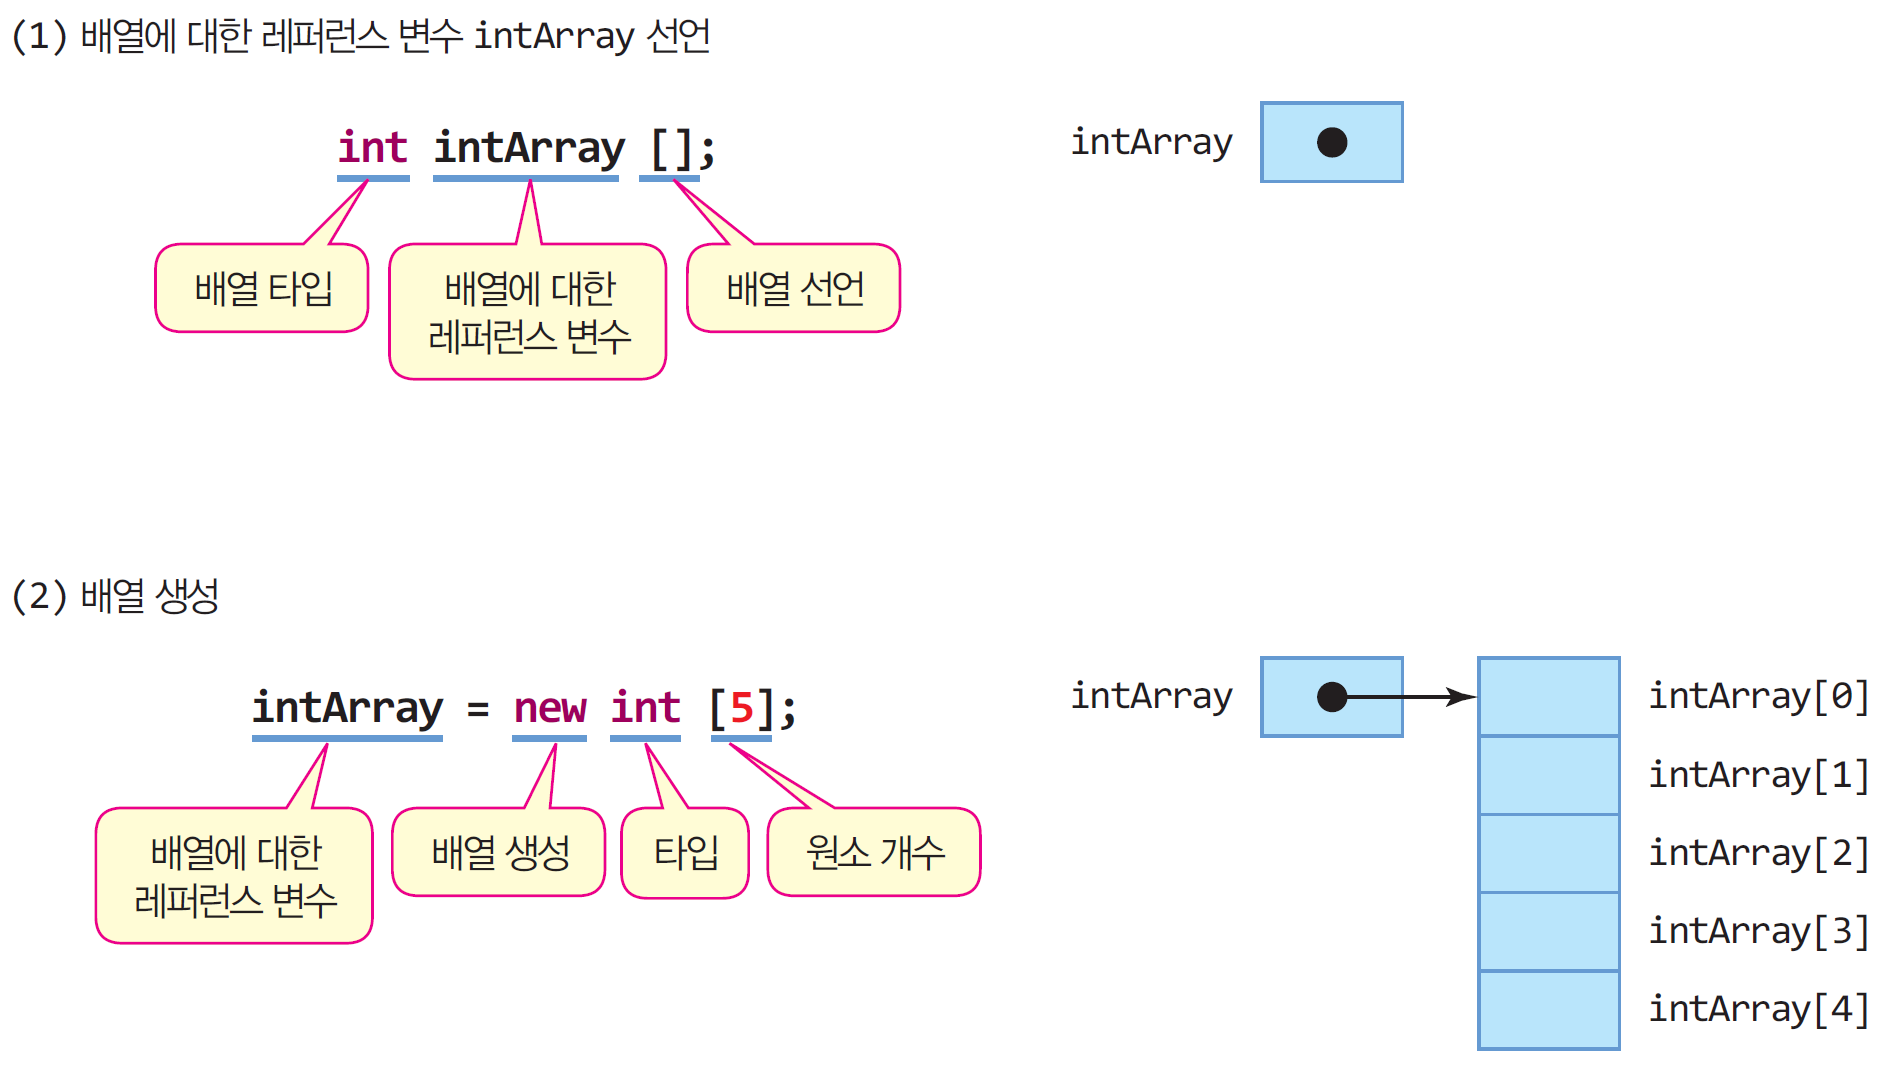 (1) 배열에 대한 레퍼런스 변수 intArray 선언
int intArray [];
intArray
배열 타입
배열에 대한
레퍼런스 변수
배열 선언
(2) 배열 생성
intArray = new int [5];
배열에 대한
레퍼런스 변수
배열 생성
타입
원소 개수
intArray
intArray[0]
intArray[1]
intArray[2]
intArray[3]
intArray[4]